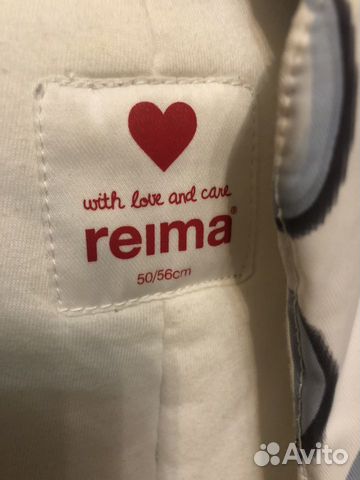 with love and care
reima®
50/56cm
Avito